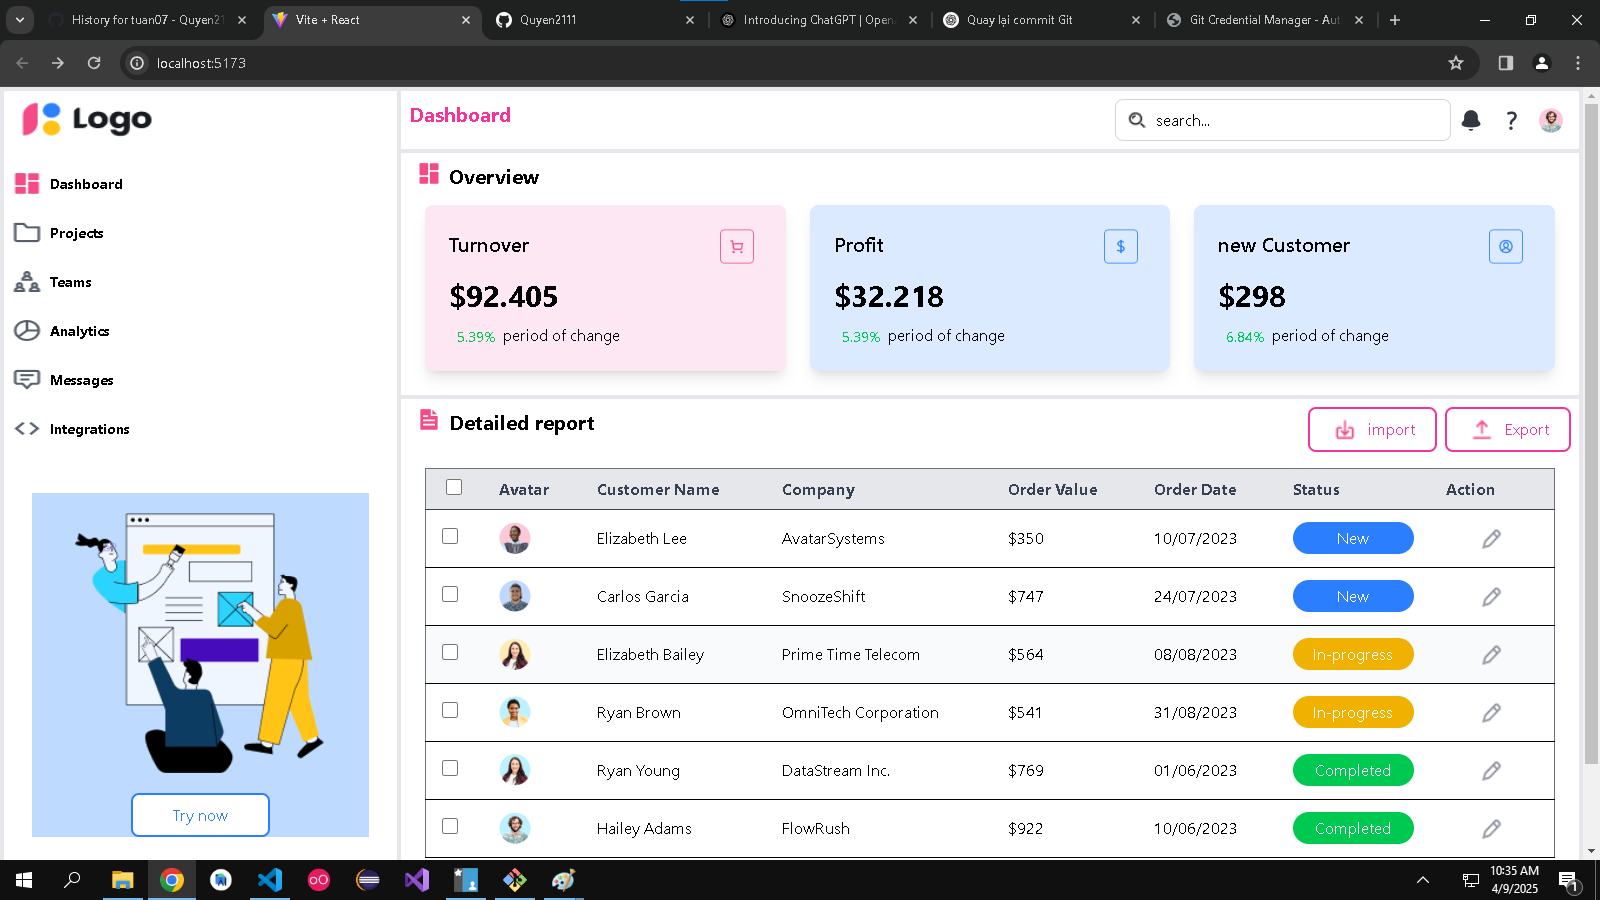 History for tuan07 - Quyen21
Vite + React
Quyen2111
Introducing ChatGPT | Open
Quay lại commit Git
Git Credential Manager - Aut
localhost:5173
Logo
Dashboard
search...
?
Dashboard
Projects
Teams
Analytics
Messages
Integrations
Try now
Overview
Turnover
$92.405
5.39% period of change
Profit
$
$32.218
5.39% period of change
new Customer
$298
6.84% period of change
Detailed report
import
Export
Avatar Customer Name Company Order Value Order Date Status Action
Elizabeth Lee AvatarSystems $350 10/07/2023 New
Carlos Garcia SnoozeShift $747 24/07/2023 New
Elizabeth Bailey Prime Time Telecom $564 08/08/2023 In-progress
Ryan Brown OmniTech Corporation $541 31/08/2023 In-progress
Ryan Young DataStream Inc. $769 01/06/2023 Completed
Hailey Adams FlowRush $922 10/06/2023 Completed
10:35 AM
4/9/2025
1